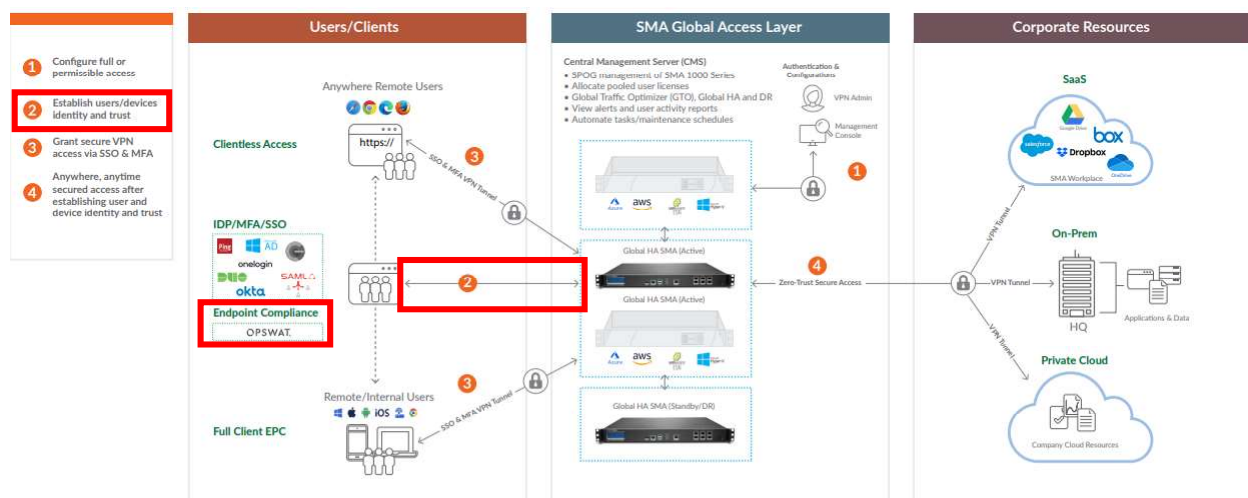 Users/Clients
SMA Global Access Layer
Corporate Resources
1
Configure full or
permissible access
2
Establish users/devices
identity and trust
3
Grant secure VPN
access via SSO & MFA
4
Anywhere, anytime
secured access after
establishing user and
device identity and trust
Anywhere Remote Users
Clientless Access
https://
3
SSO & MFA VPN Tunnel
IDP/MFA/SSO
Ping
AD
onelogin
DUO
SAML
okta
Endpoint Compliance
OPSWAT.
2
3
SSO & MFA VPN Tunnel
Remote/Internal Users
iOS
Full Client EPC
Central Management Server (CMS)
• SPOG management of SMA 1000 Series
• Allocate pooled user licenses
• Global Traffic Optimizer (GTO), Global HA and DR
• View alerts and user activity reports
• Automate tasks/maintenance schedules
Authentication &
Configurations
VPN Admin
Management
Console
1
Azure
aws
Global HA SMA (Active)
Global HA SMA (Active)
Azure
aws
Global HA SMA (Standby/DR)
4
Zero-Trust Secure Access
SaaS
Google Drive
salesforce
box
Dropbox
OneDrive
SMA Workplace
VPN Tunnel
On-Prem
VPN Tunnel
HQ
Applications & Data
VPN Tunnel
Private Cloud
Company Cloud Resources